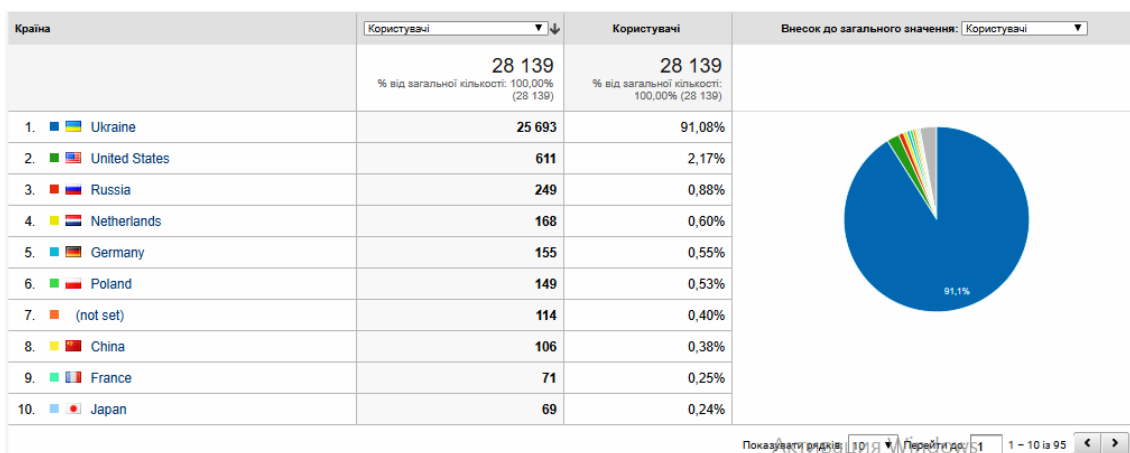 Країна Користувачі Користувачі Внесок до загального значення: Користувачі
28 139 28 139
% від загальної кількості: 100,00% % від загальної кількості:
(28 139) 100,00% (28 139)
1. Ukraine 25 693 91,08%
2. United States 611 2,17%
3. Russia 249 0,88%
4. Netherlands 168 0,60%
5. Germany 155 0,55%
6. Poland 149 0,53%
91,1%
7. (not set) 114 0,40%
8. China 106 0,38%
9. France 71 0,25%
10. Japan 69 0,24%
Показувати рядків: 10 Перейти до: 1 1 – 10 із 95
Активация Windows